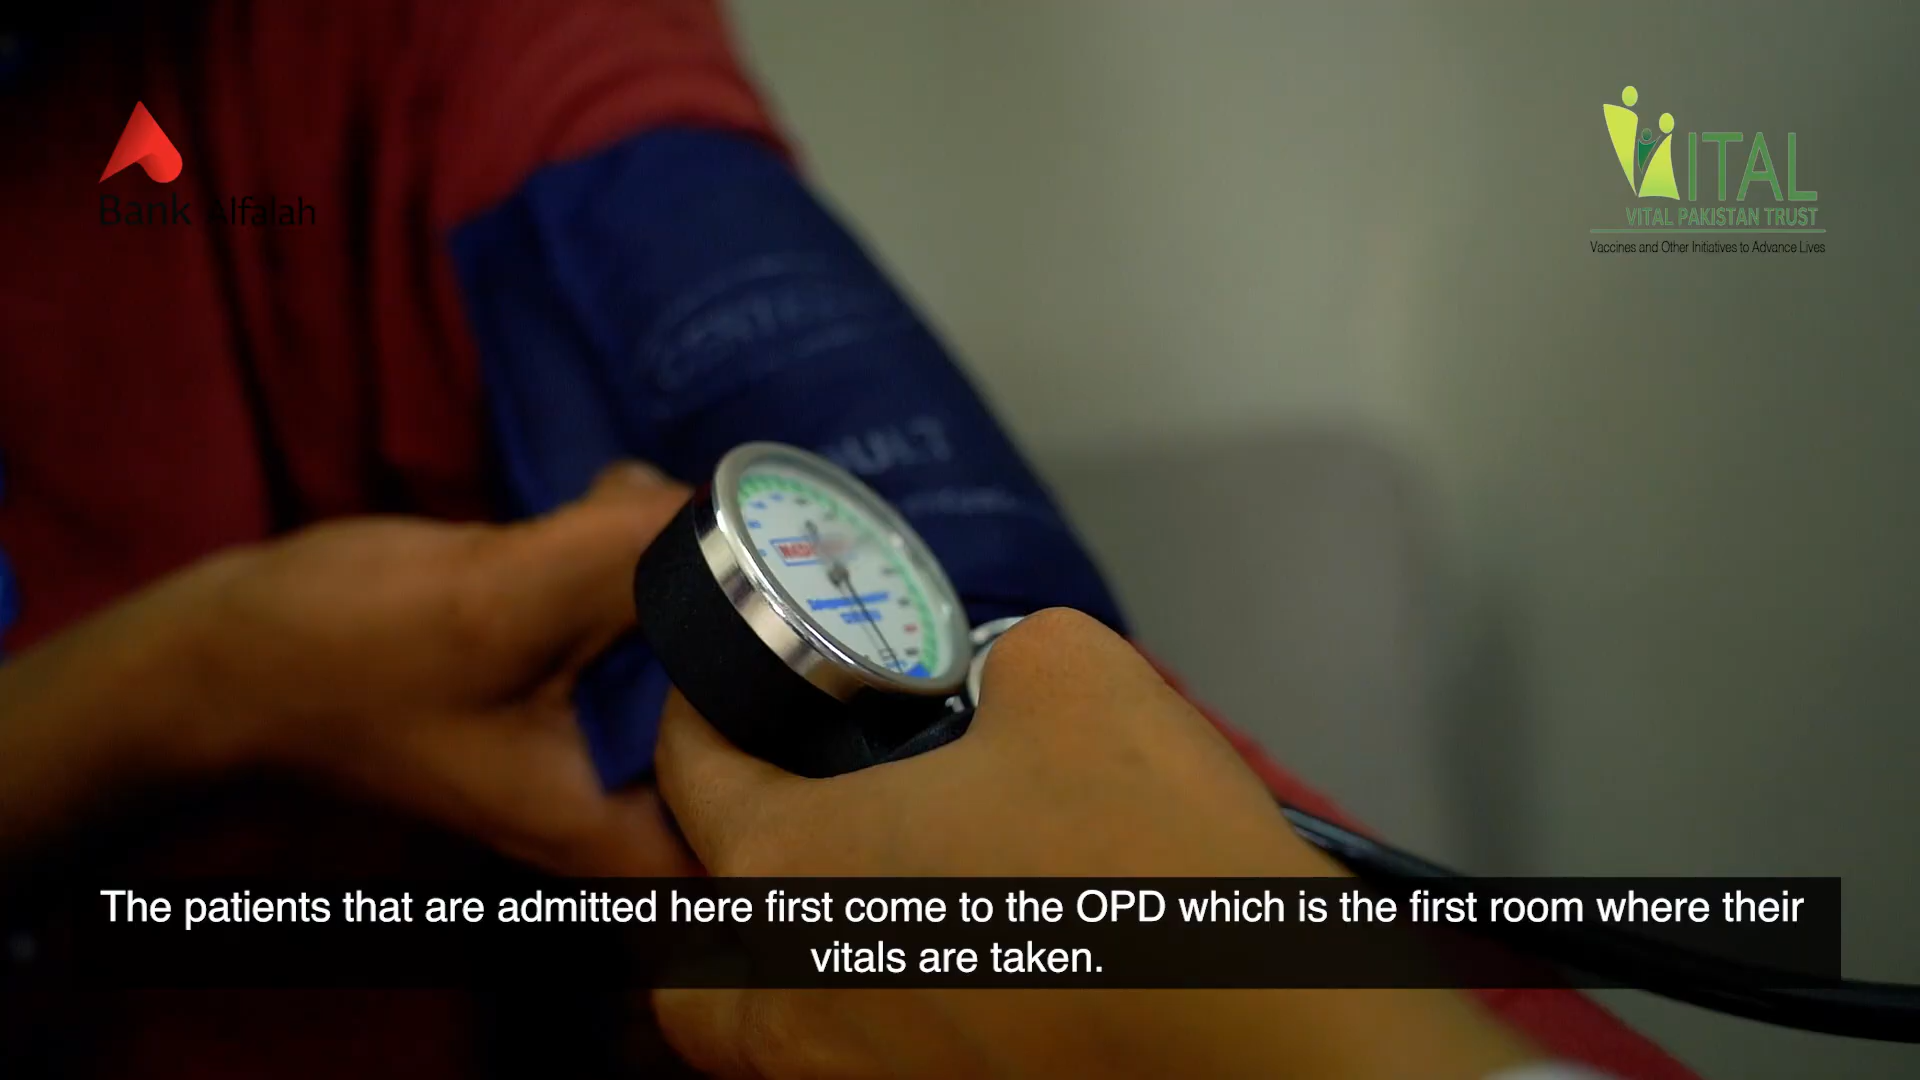 Bank Alfalah
VITAL
VITAL PAKISTAN TRUST
Vaccines and Other Initiatives to Advance Lives
The patients that are admitted here first come to the OPD which is the first room where their
vitals are taken.